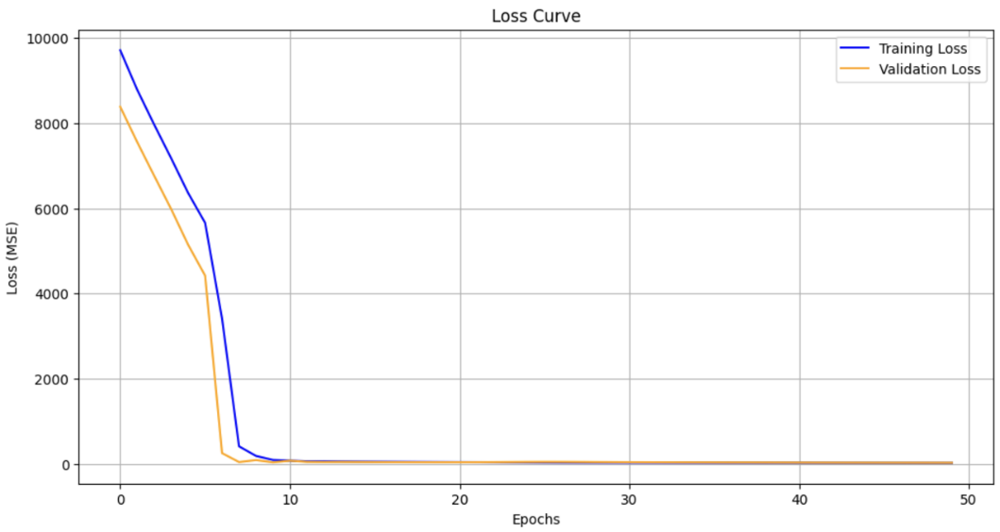 Loss Curve
Training Loss
Validation Loss
Loss (MSE)
10000
8000
6000
4000
2000
0
0 10 20 30 40 50
Epochs